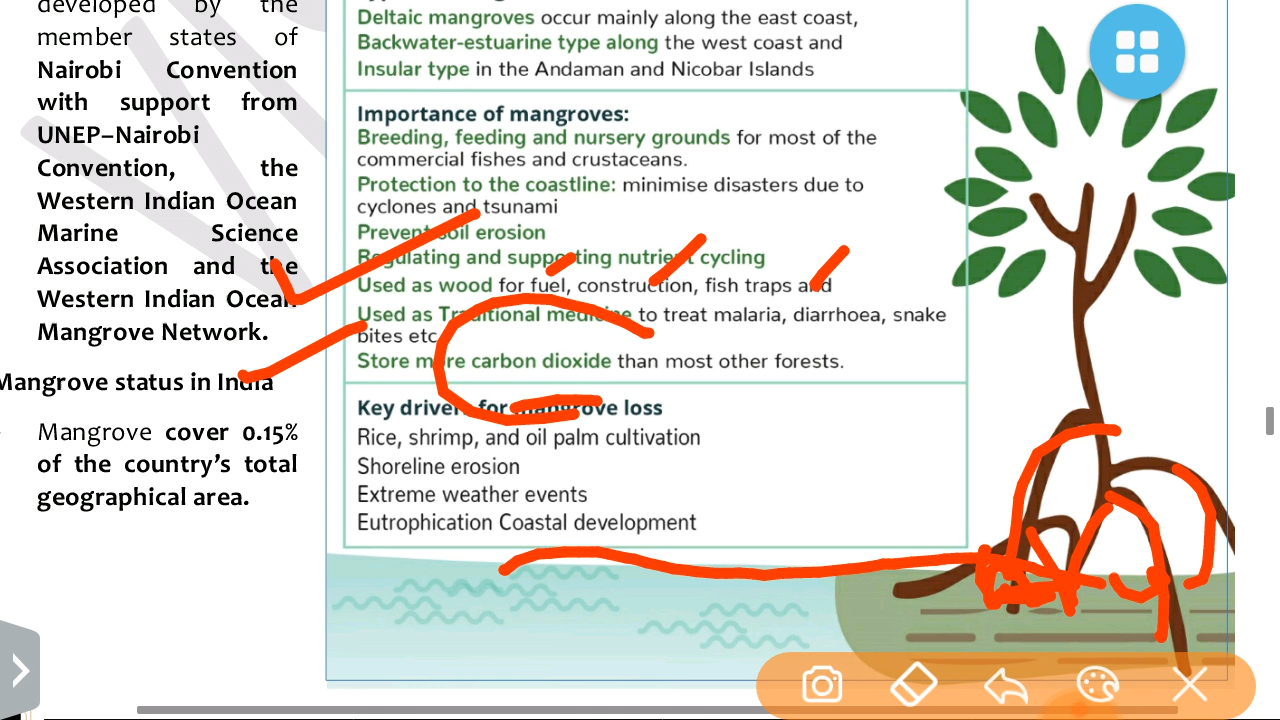 developed by the
member states of
Nairobi Convention
with support from
UNEP–Nairobi
Convention, the
Western Indian Ocean
Marine Science
Association and the
Western Indian Ocean
Mangrove Network.
Mangrove status in India
Mangrove cover 0.15%
of the country's total
geographical area.
Deltaic mangroves occur mainly along the east coast,
Backwater-estuarine type along the west coast and
Insular type in the Andaman and Nicobar Islands
Importance of mangroves:
Breeding, feeding and nursery grounds for most of the
commercial fishes and crustaceans.
Protection to the coastline: minimise disasters due to
cyclones and tsunami
Prevent soil erosion
Regulating and supporting nutrient cycling
Used as wood for fuel, construction, fish traps and
Used as Traditional medicine to treat malaria, diarrhoea, snake
bites etc
Store more carbon dioxide than most other forests.
Key drivers for mangrove loss
Rice, shrimp, and oil palm cultivation
Shoreline erosion
Extreme weather events
Eutrophication Coastal development